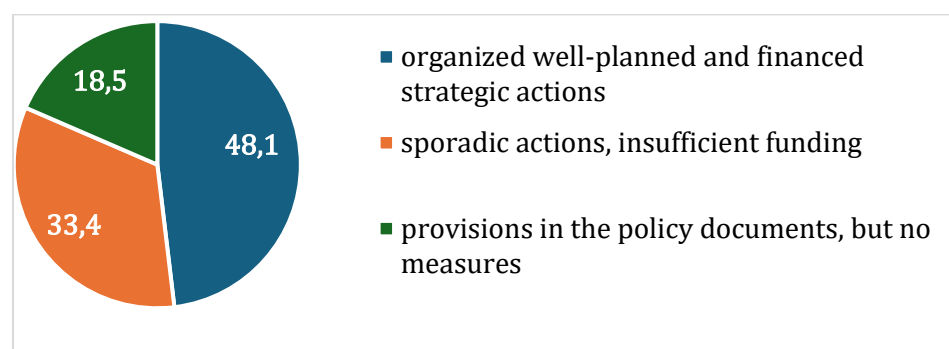 18,5
48,1
33,4
organized well-planned and financed
strategic actions
sporadic actions, insufficient funding
provisions in the policy documents, but no
measures